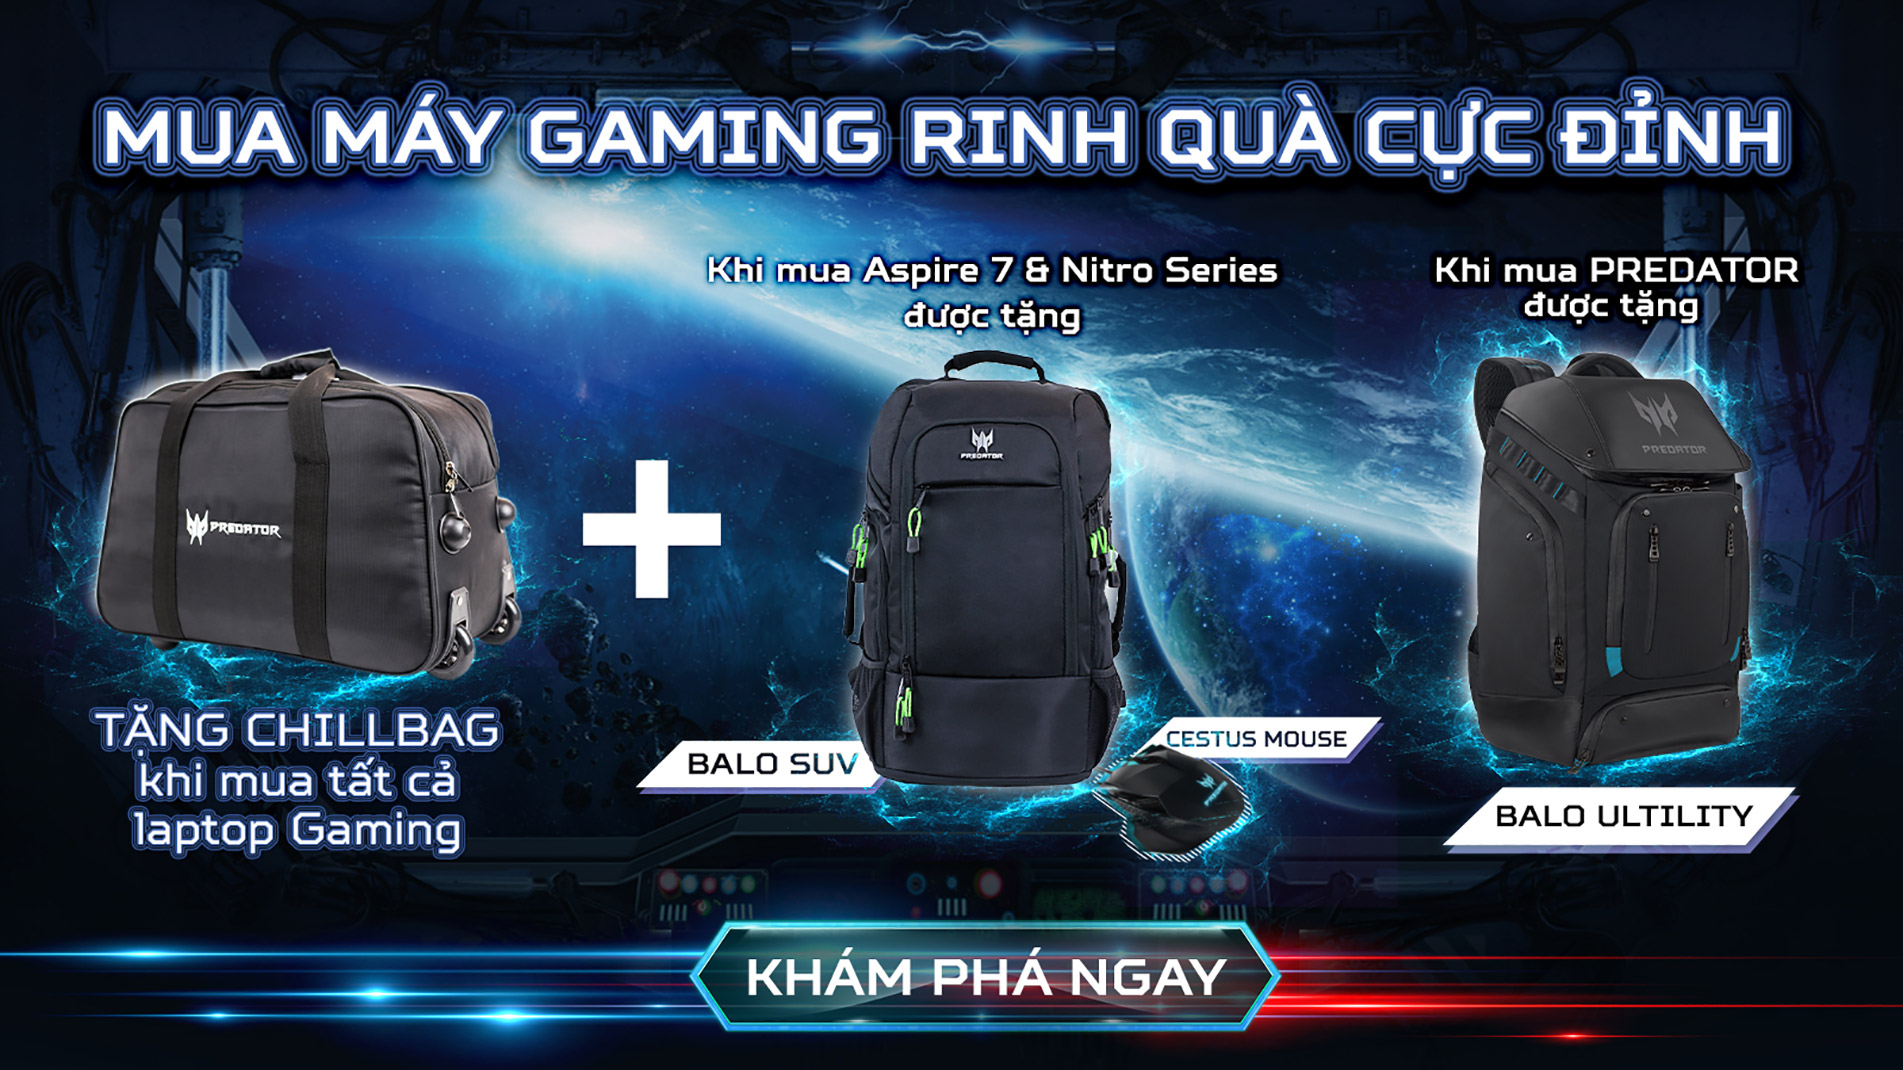 MUA MÁY GAMING RINH QUÀ CỰC ĐỈNH
Khi mua Aspire 7 & Nitro Series
được tặng
Khi mua PREDATOR
được tặng
PREDATOR
PREDATOR
PREDATOR
TẶNG CHILLBAG
khi mua tất cả
laptop Gaming
BALO SUV
CESTUS MOUSE
PREDATOR
BALO ULTILITY
KHÁM PHÁ NGAY